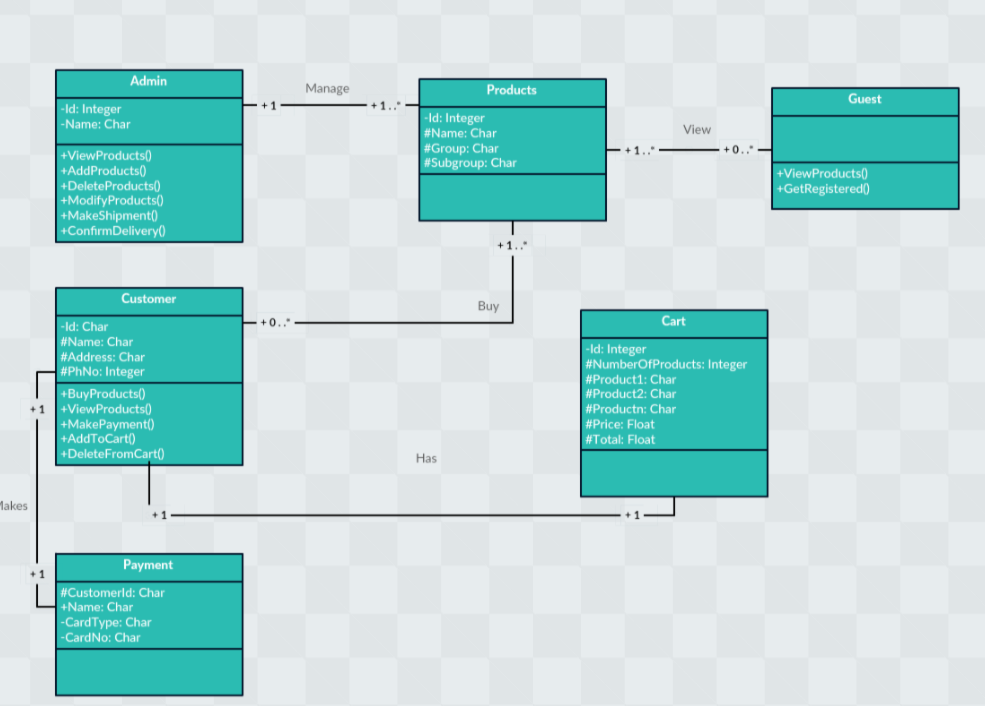 Admin
-Id: Integer
-Name: Char
+ViewProducts()
+AddProducts()
+DeleteProducts()
+ModifyProducts()
+MakeShipment()
+ConfirmDelivery()
Manage
+1
+1..*
Products
-Id: Integer
#Name: Char
#Group: Char
#Subgroup: Char
View
+1..*
+0..*
Guest
+ViewProducts()
+GetRegistered()
+1..*
Buy
+0..*
Customer
-Id: Char
#Name: Char
#Address: Char
#PhNo: Integer
+BuyProducts()
+ViewProducts()
+MakePayment()
+AddToCart()
+DeleteFromCart()
Cart
-Id: Integer
#NumberOfProducts: Integer
#Product1: Char
#Product2: Char
#Productn: Char
#Price: Float
#Total: Float
Has
+1
+1
+1
Makes
+1
Payment
#CustomerId: Char
+Name: Char
-CardType: Char
-CardNo: Char